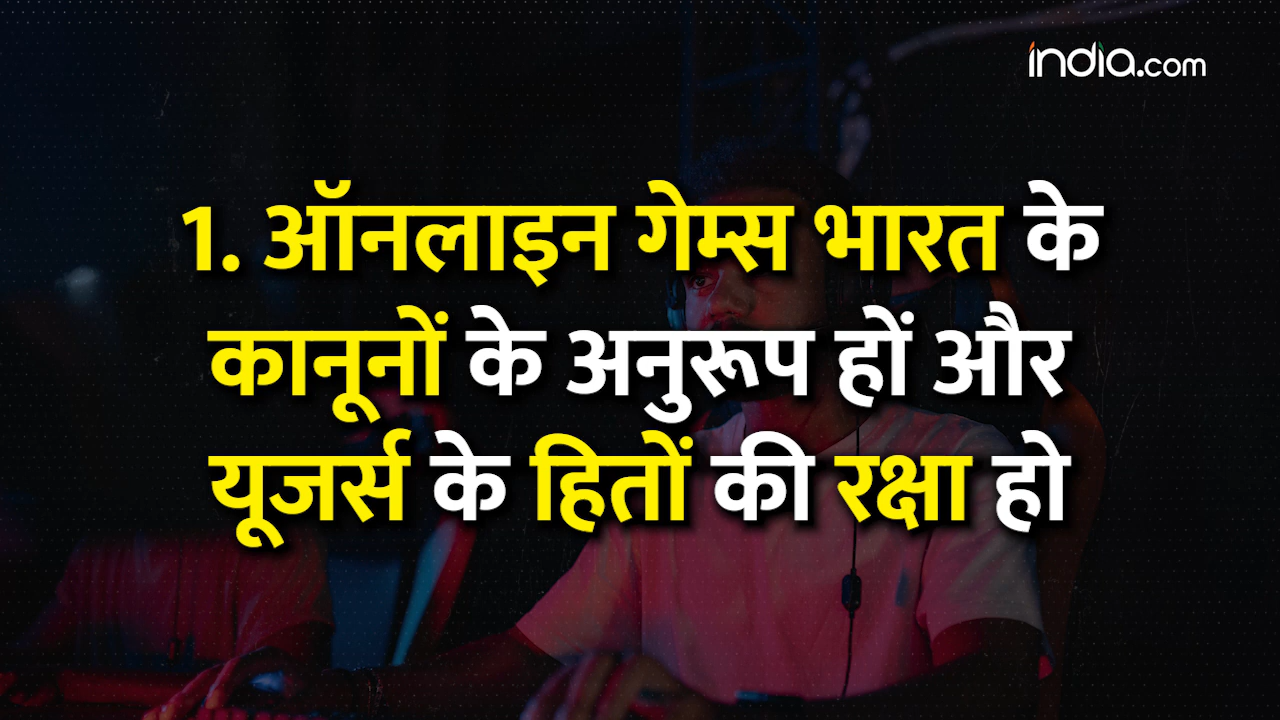 india.com
1. ऑनलाइन गेम्स भारत के
कानूनों के अनुरूप हों और
यूजर्स के हितों की रक्षा हो